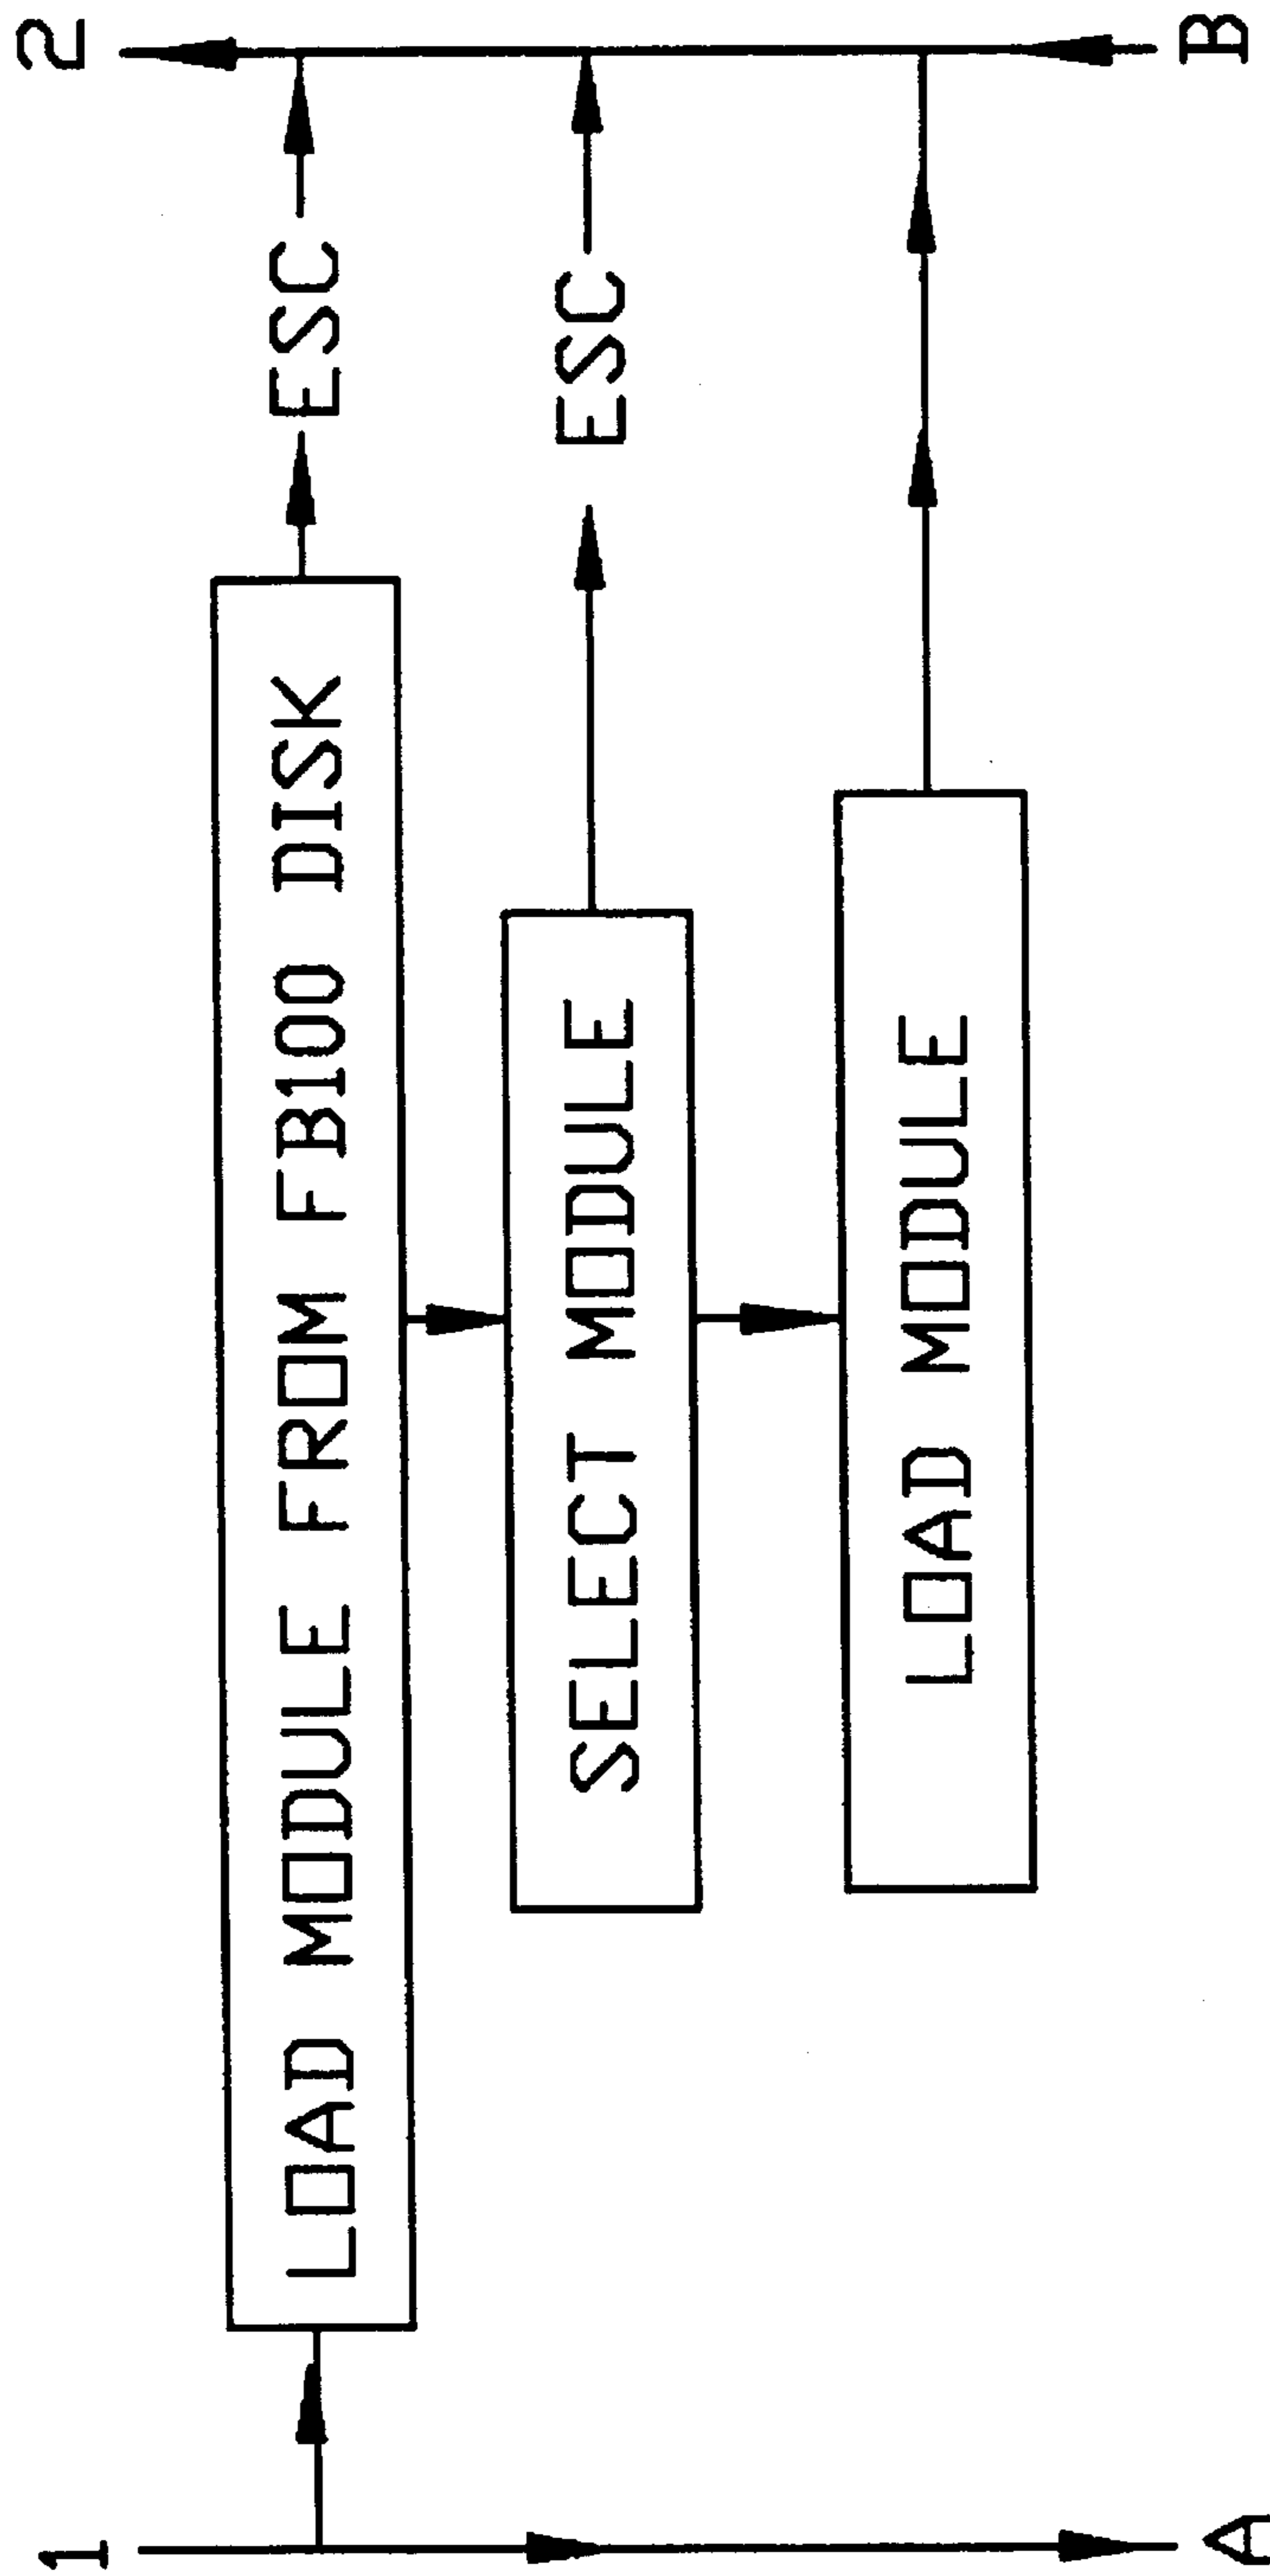 1
2
LOAD MODULE FROM FB100 DISK
ESC
SELECT MODULE
ESC
LOAD MODULE
A
B